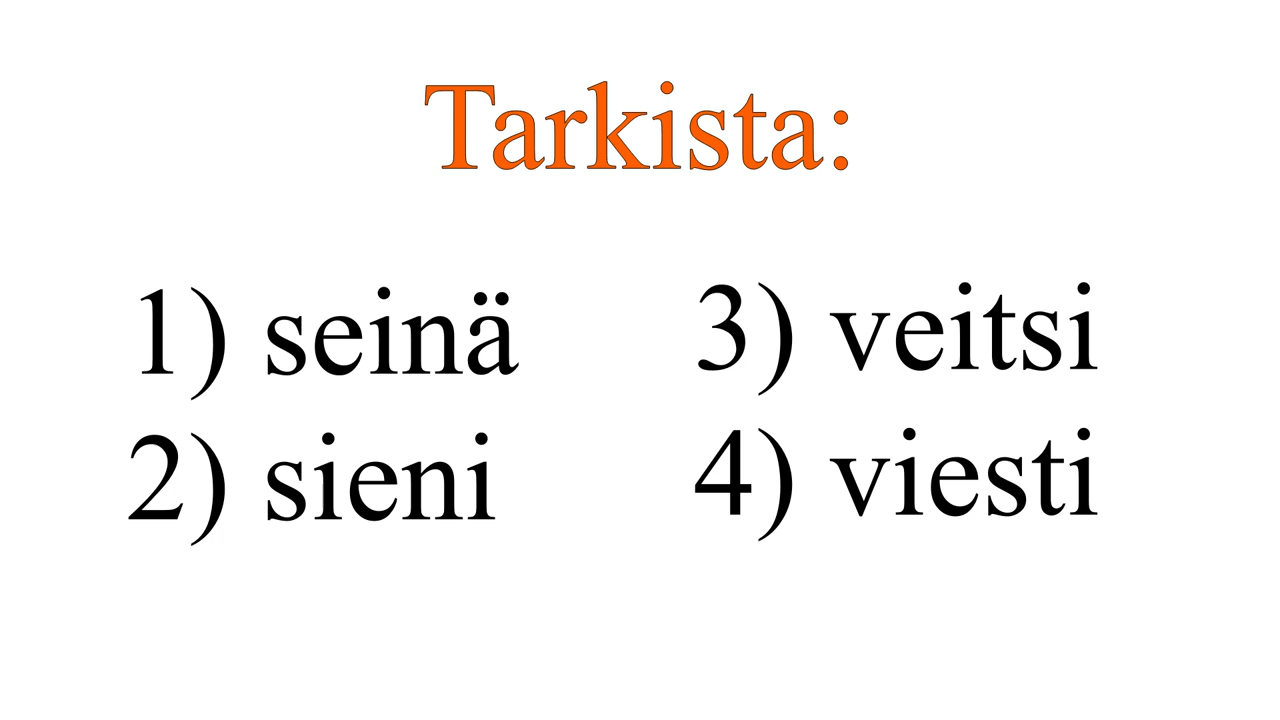 Tarkista:
1) seinä
2) sieni
3) veitsi
4) viesti